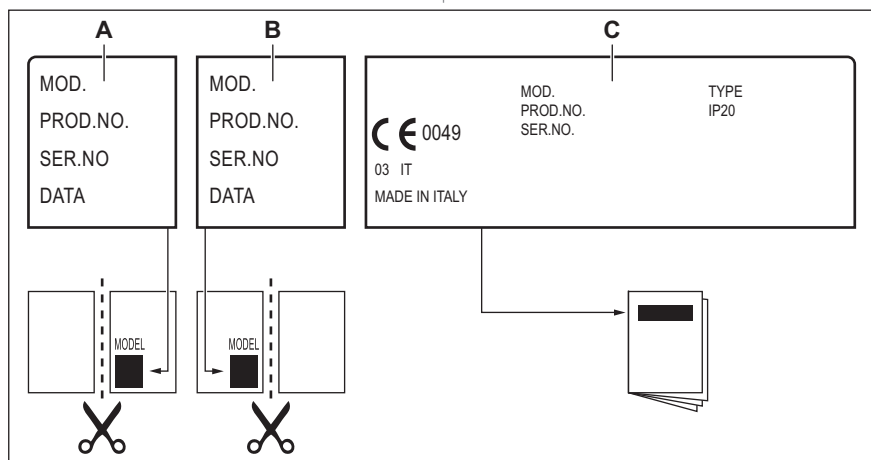 A
B
C
MOD.
PROD.NO.
SER.NO
DATA
MOD.
PROD.NO.
SER.NO
DATA
MOD.
PROD.NO.
SER.NO.
TYPE
IP20
CE 0049
03 IT
MADE IN ITALY
MODEL
MODEL